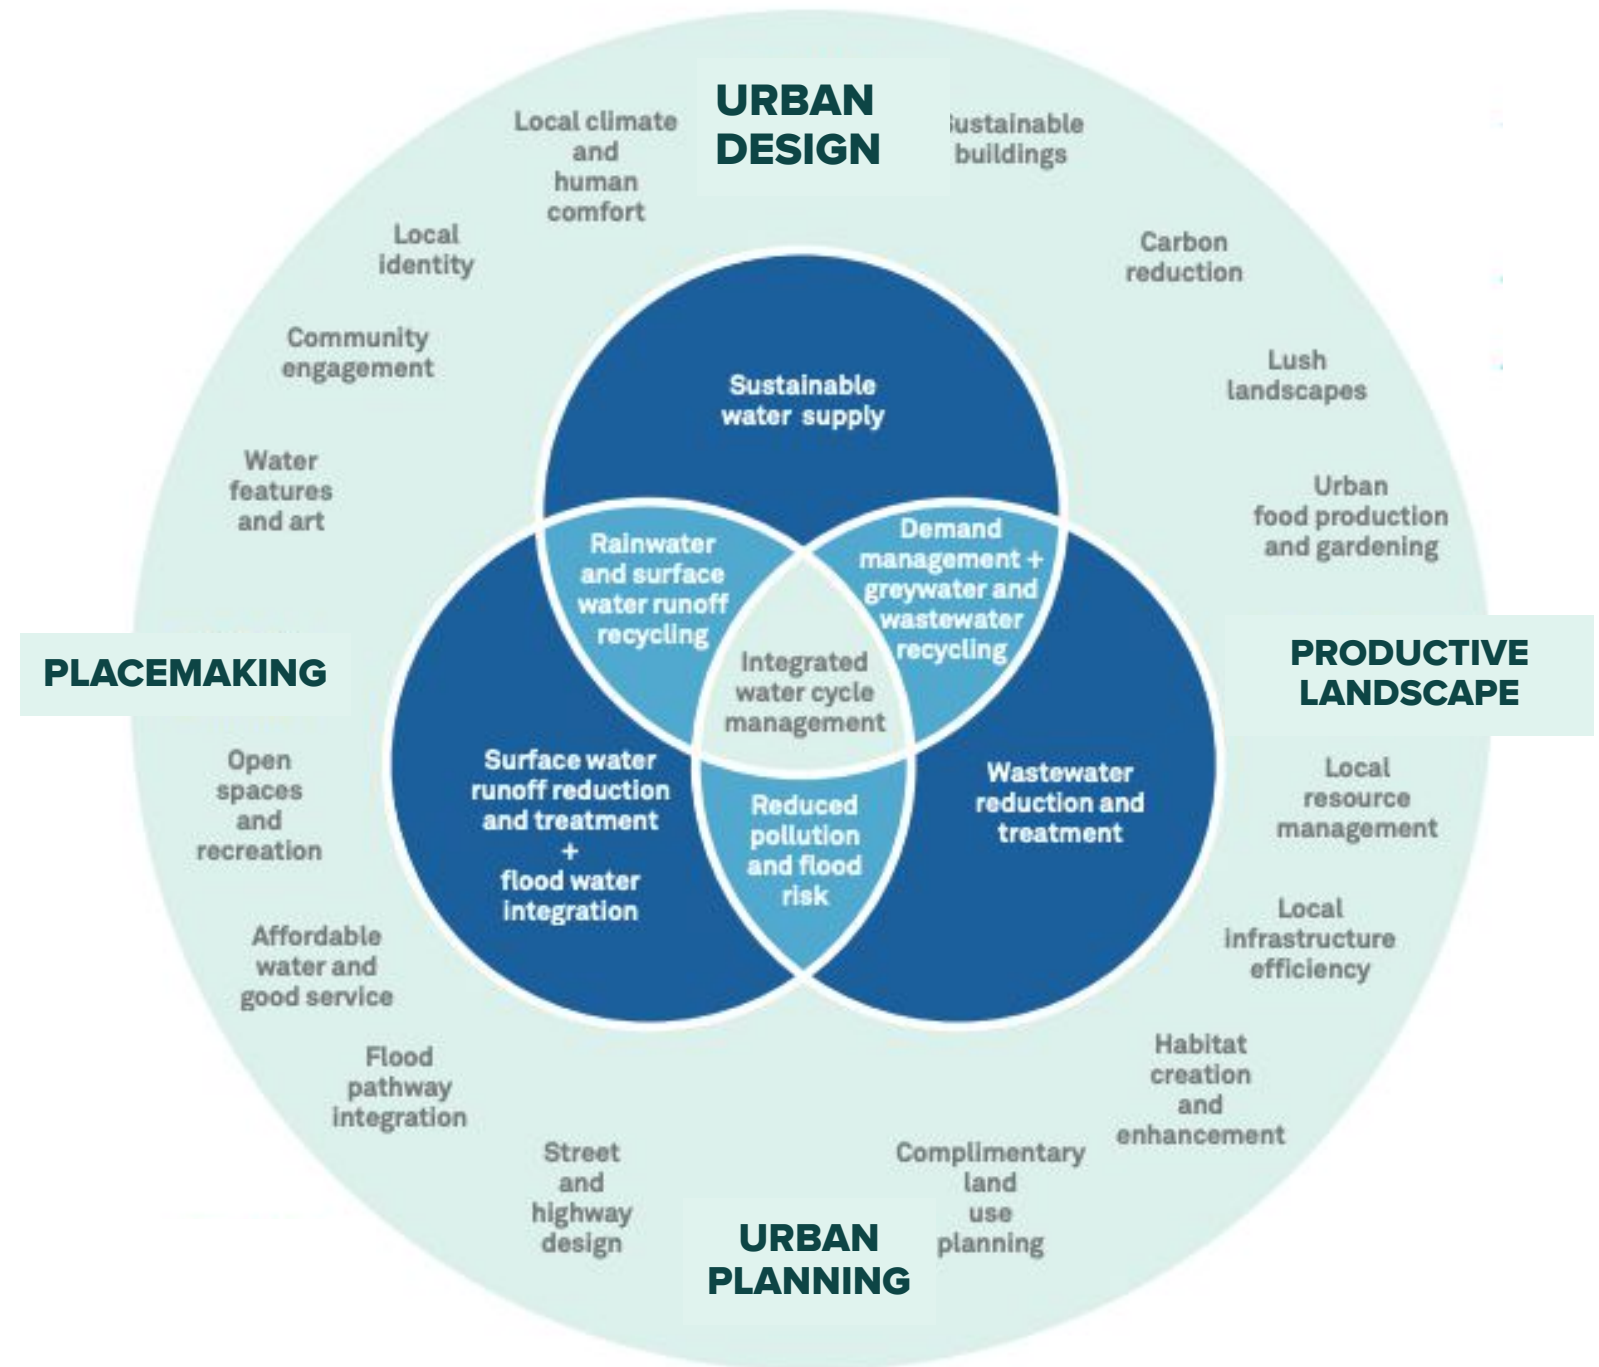 URBAN
DESIGN
Local climate
and
human
comfort
Sustainable
buildings
Local
identity
Carbon
reduction
Community
engagement
Lush
landscapes
Water
features
and art
Urban
food production
and gardening
PLACEMAKING
PRODUCTIVE
LANDSCAPE
Open
spaces
and
recreation
Local
resource
management
Affordable
water and
good service
Local
infrastructure
efficiency
Flood
pathway
integration
Habitat
creation
and
enhancement
Street
and
highway
design
Complimentary
land
use
planning
URBAN
PLANNING
Sustainable
water supply
Rainwater
and surface
water runoff
recycling
Demand
management +
greywater and
wastewater
recycling
Integrated
water cycle
management
Surface water
runoff reduction
and treatment
+
flood water
integration
Reduced
pollution
and flood
risk
Wastewater
reduction and
treatment